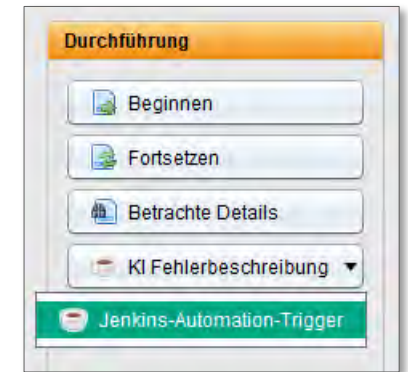 Durchführung
Beginnen
Fortsetzen
Betrachte Details
KI Fehlerbeschreibung
Jenkins-Automation-Trigger